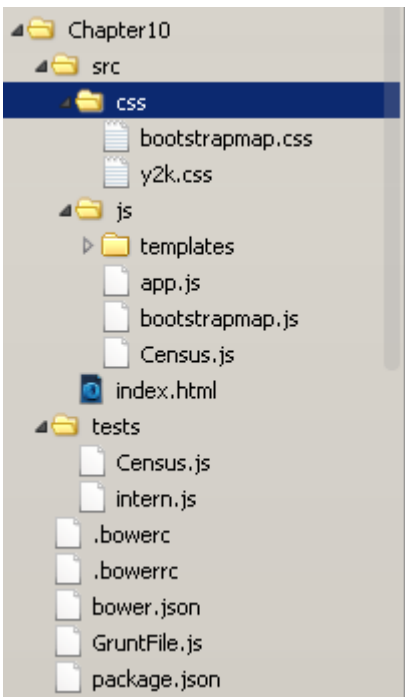 Chapter10
src
css
bootstrapmap.css
y2k.css
js
templates
app.js
bootstrapmap.js
Census.js
index.html
tests
Census.js
intern.js
.bowerc
.bowerrc
bower.json
GruntFile.js
package.json